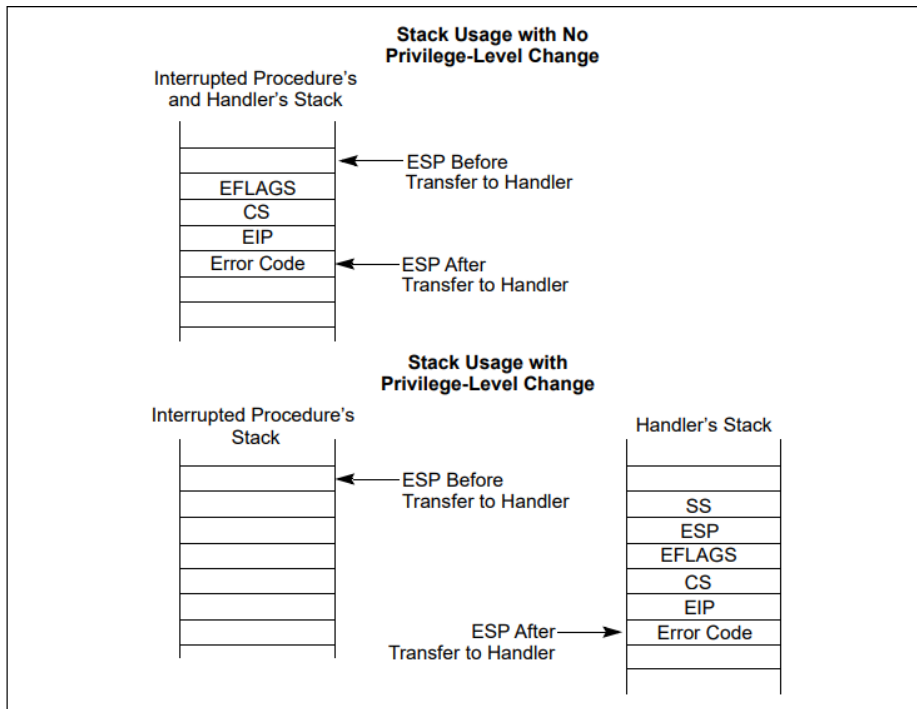 Stack Usage with No
Privilege-Level Change
Interrupted Procedure's
and Handler's Stack
ESP Before
Transfer to Handler
EFLAGS
CS
EIP
Error Code
ESP After
Transfer to Handler
Stack Usage with
Privilege-Level Change
Interrupted Procedure's
Stack
Handler's Stack
ESP Before
Transfer to Handler
SS
ESP
EFLAGS
CS
EIP
Error Code
ESP After
Transfer to Handler